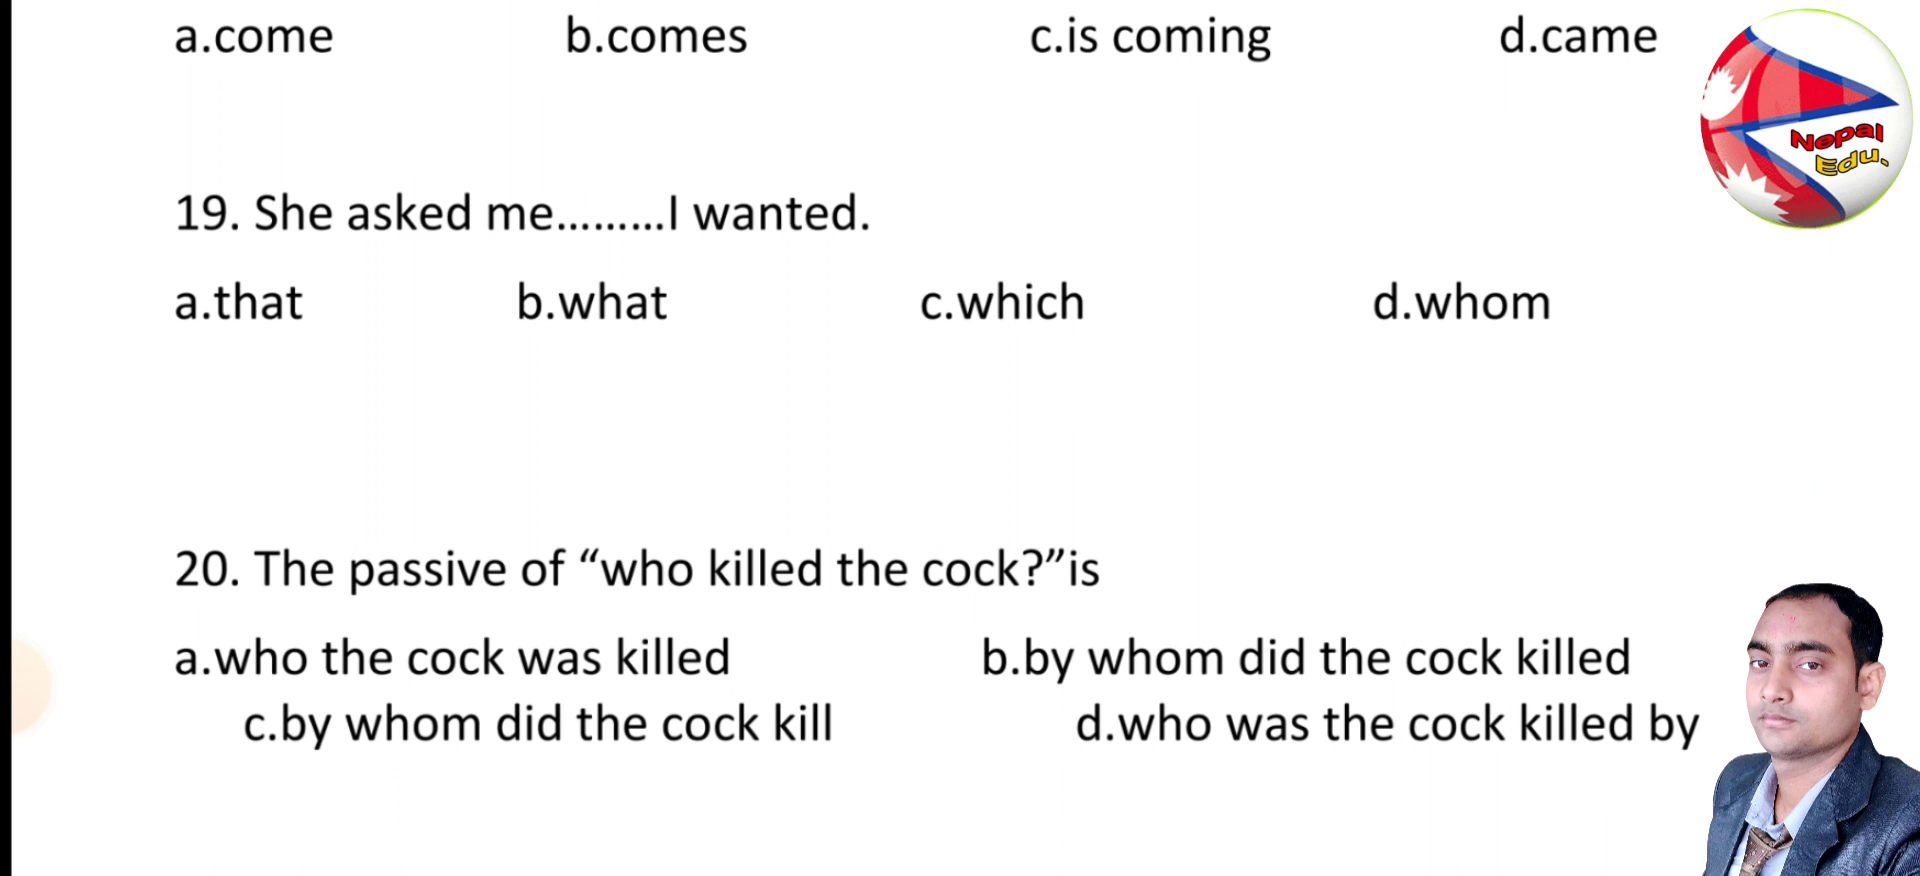 a.come b.comes c.is coming d.came
Nepal
Edu.
19. She asked me.........I wanted.
a.that b.what c.which d.whom
20. The passive of “who killed the cock?”is
a.who the cock was killed b.by whom did the cock killed
c.by whom did the cock kill d.who was the cock killed by